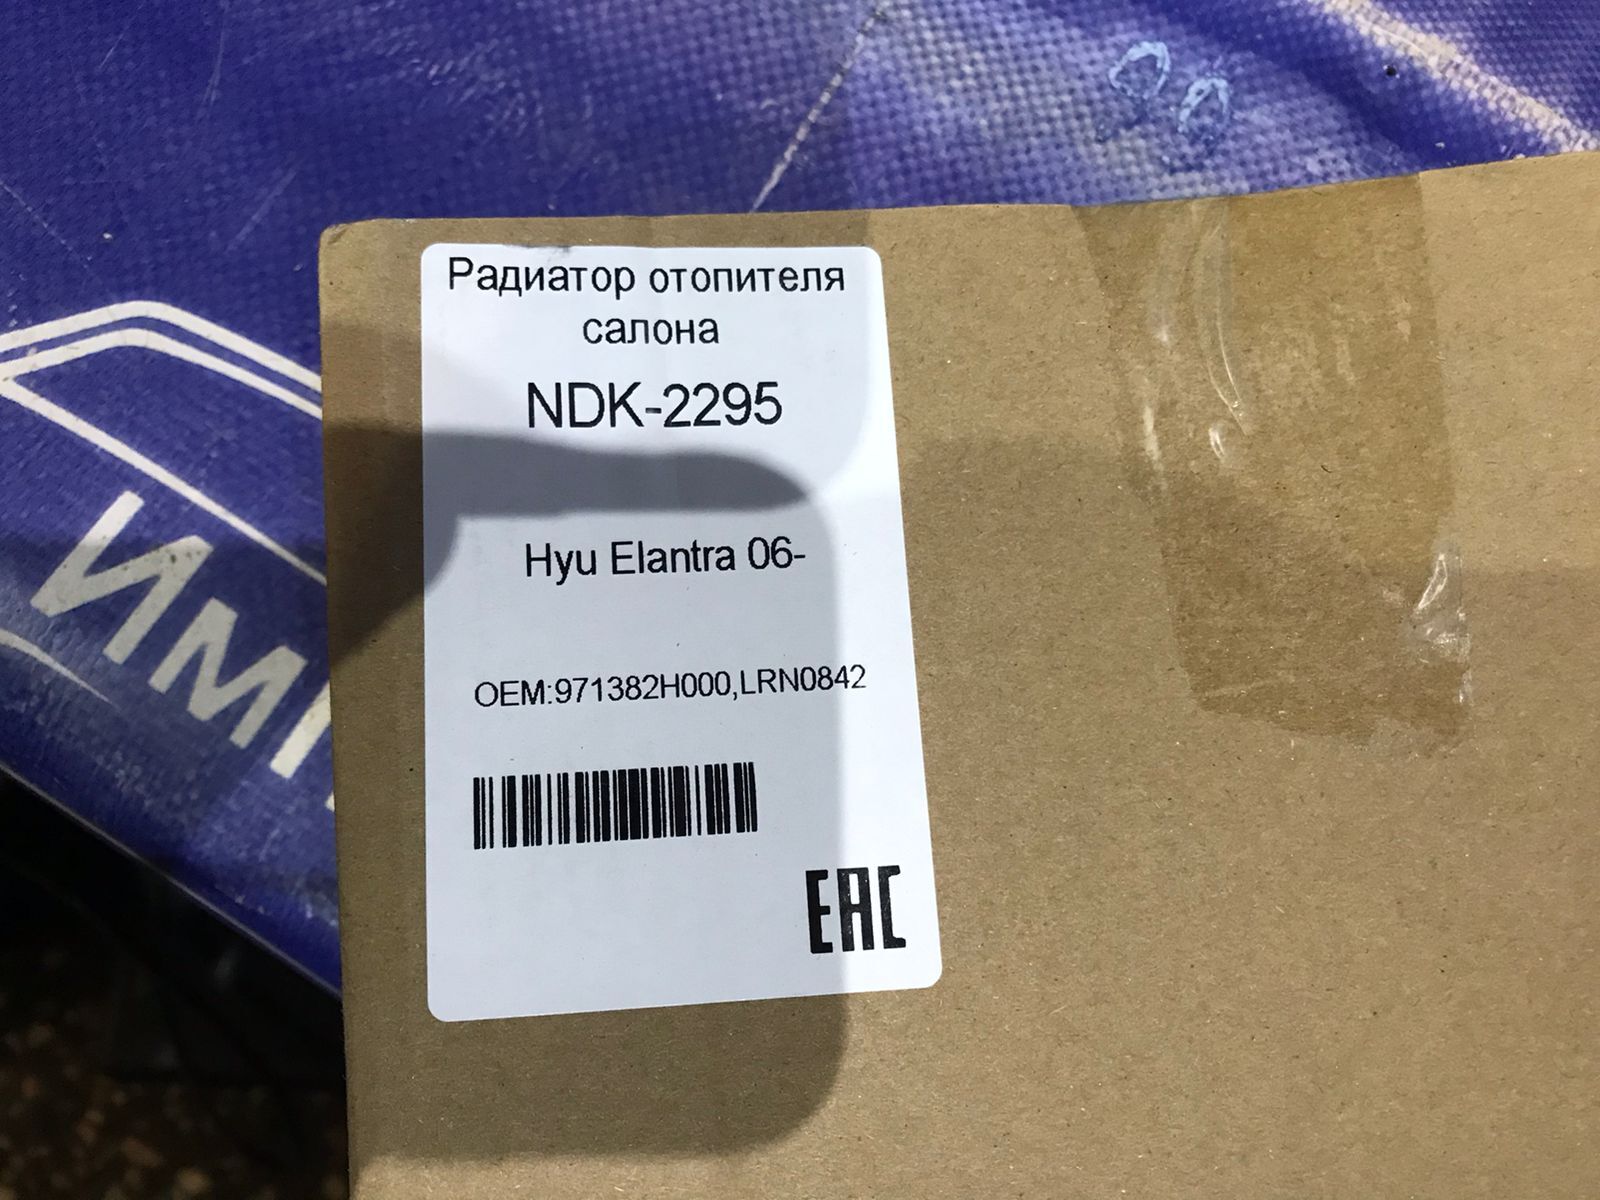 Радиатор отопителя
салона
NDK-2295
Hyu Elantra 06-
OEM:971382H000,LRN0842
EAC